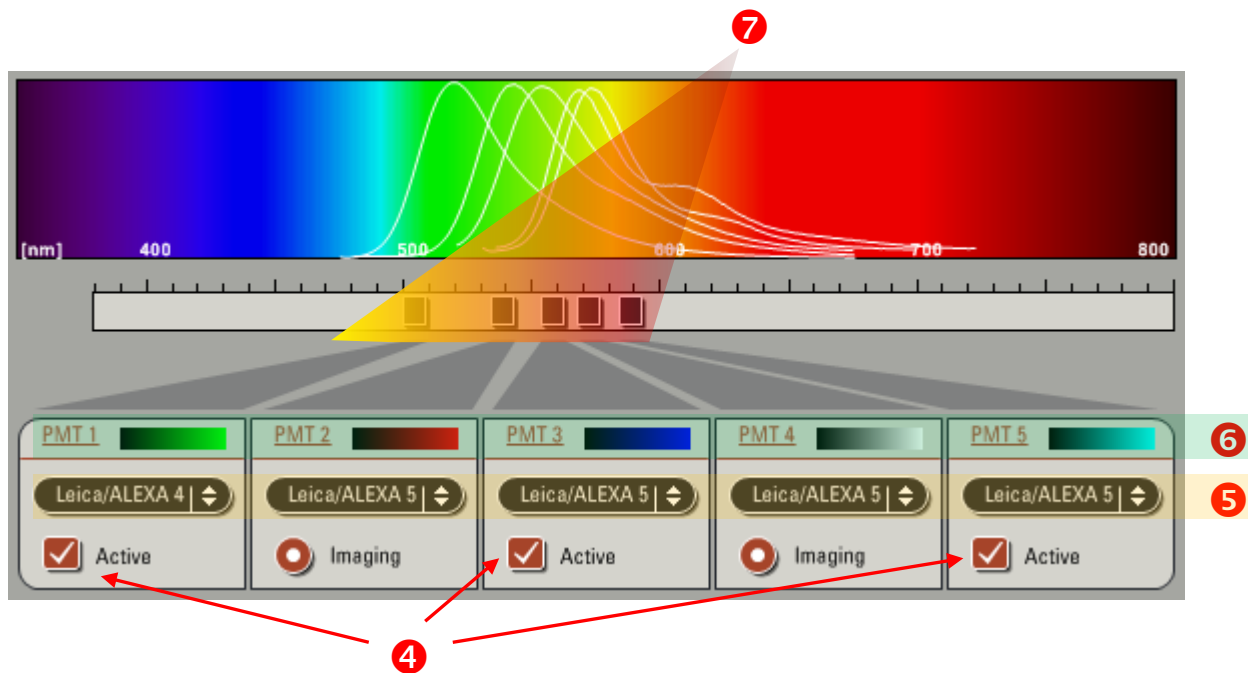 7
[nm] 400 500 600 700 800
PMT 1 PMT 2 PMT 3 PMT 4 PMT 5 6
Leica/ALEXA 4 Leica/ALEXA 5 Leica/ALEXA 5 Leica/ALEXA 5 Leica/ALEXA 5 5
Active Imaging Active Imaging Active
4